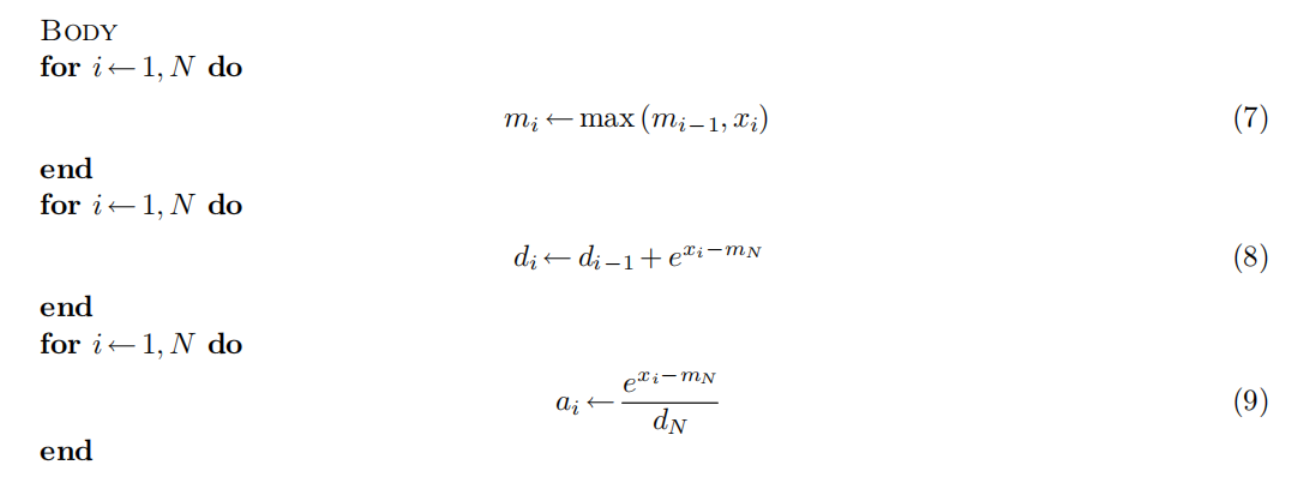 BODY
for i ← 1, N do
m_i ← max (m_{i−1}, x_i) (7)
end
for i ← 1, N do
d_i ← d_{i−1} + e^{x_i−m_N} (8)
end
for i ← 1, N do
a_i ← \frac{e^{x_i−m_N}}{d_N} (9)
end